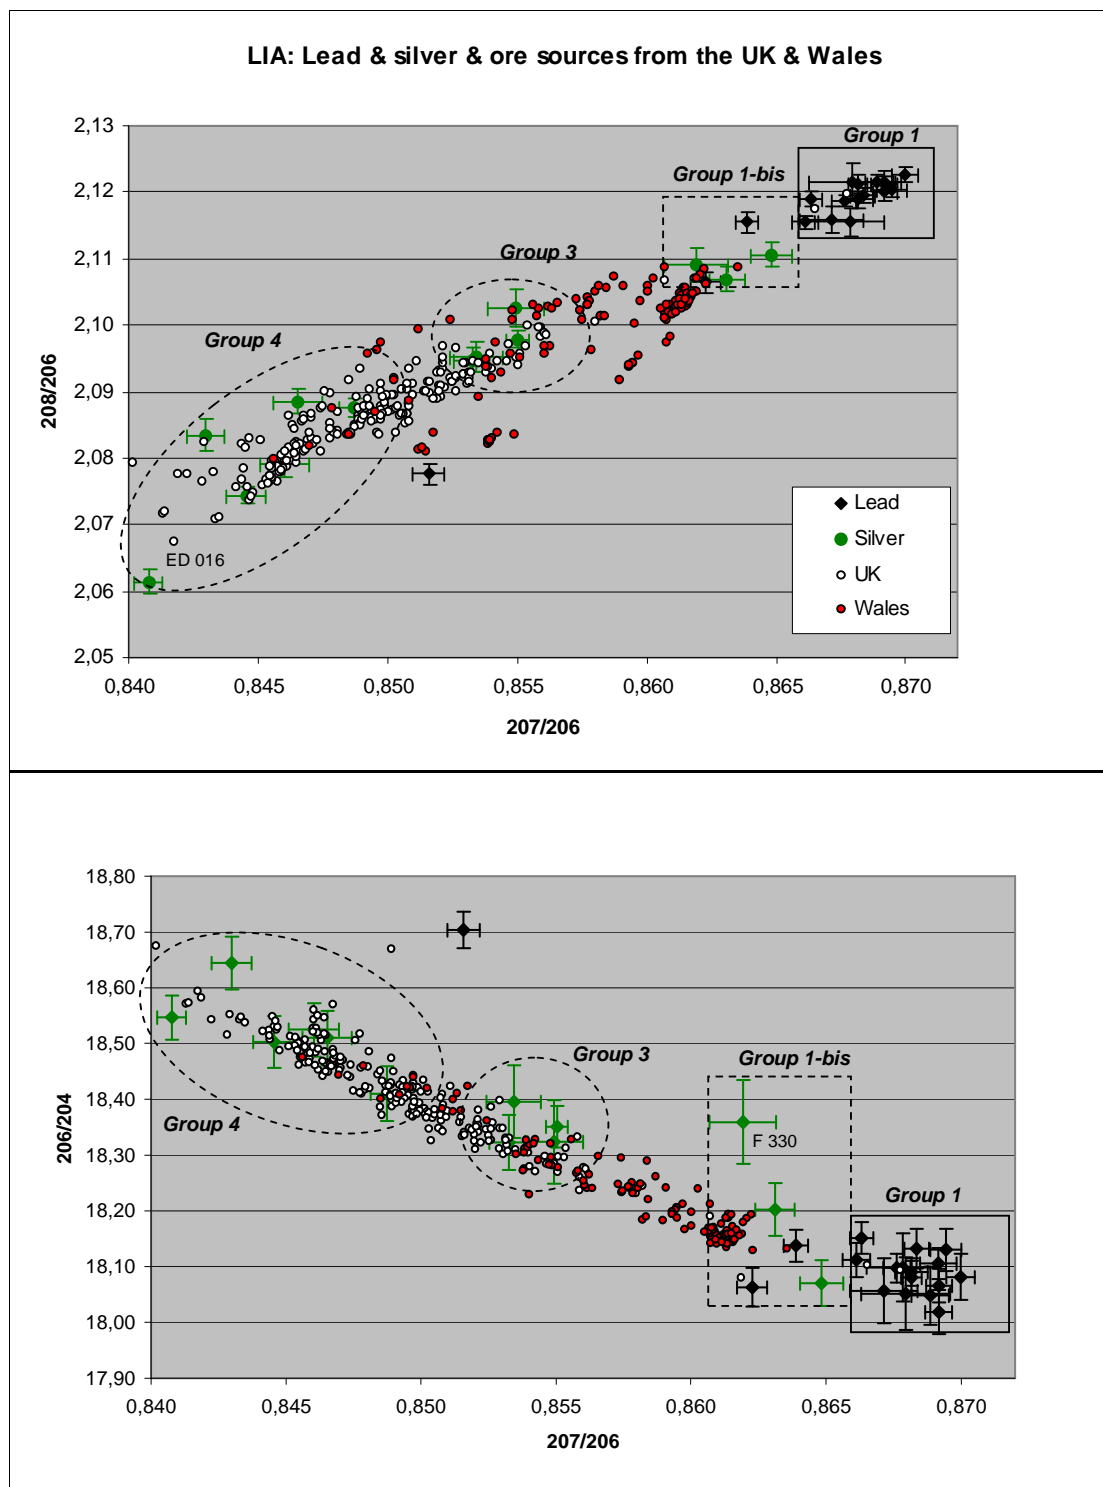 LIA: Lead & silver & ore sources from the UK & Wales
2,13
2,12
2,11
2,10
2,09
2,08
2,07
2,06
2,05
208/206
Group 1
Group 1-bis
Group 3
Group 4
ED 016
Lead
Silver
UK
Wales
0,840 0,845 0,850 0,855 0,860 0,865 0,870
207/206
18,80
18,70
18,60
18,50
18,40
18,30
18,20
18,10
18,00
17,90
206/204
Group 3
Group 1-bis
Group 4
F 330
Group 1
0,840 0,845 0,850 0,855 0,860 0,865 0,870
207/206